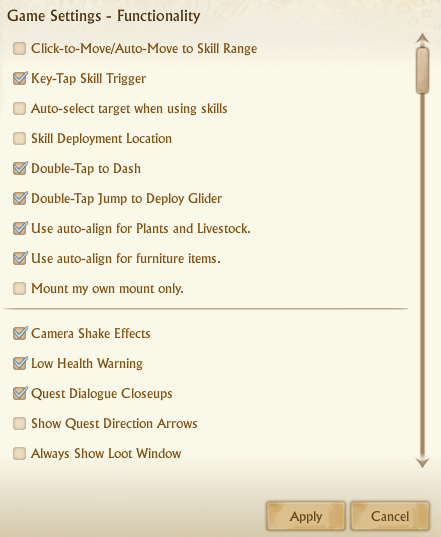 Game Settings - Functionality
Click-to-Move/Auto-Move to Skill Range
Key-Tap Skill Trigger
Auto-select target when using skills
Skill Deployment Location
Double-Tap to Dash
Double-Tap Jump to Deploy Glider
Use auto-align for Plants and Livestock.
Use auto-align for furniture items.
Mount my own mount only.
Camera Shake Effects
Low Health Warning
Quest Dialogue Closeups
Show Quest Direction Arrows
Always Show Loot Window
Apply Cancel